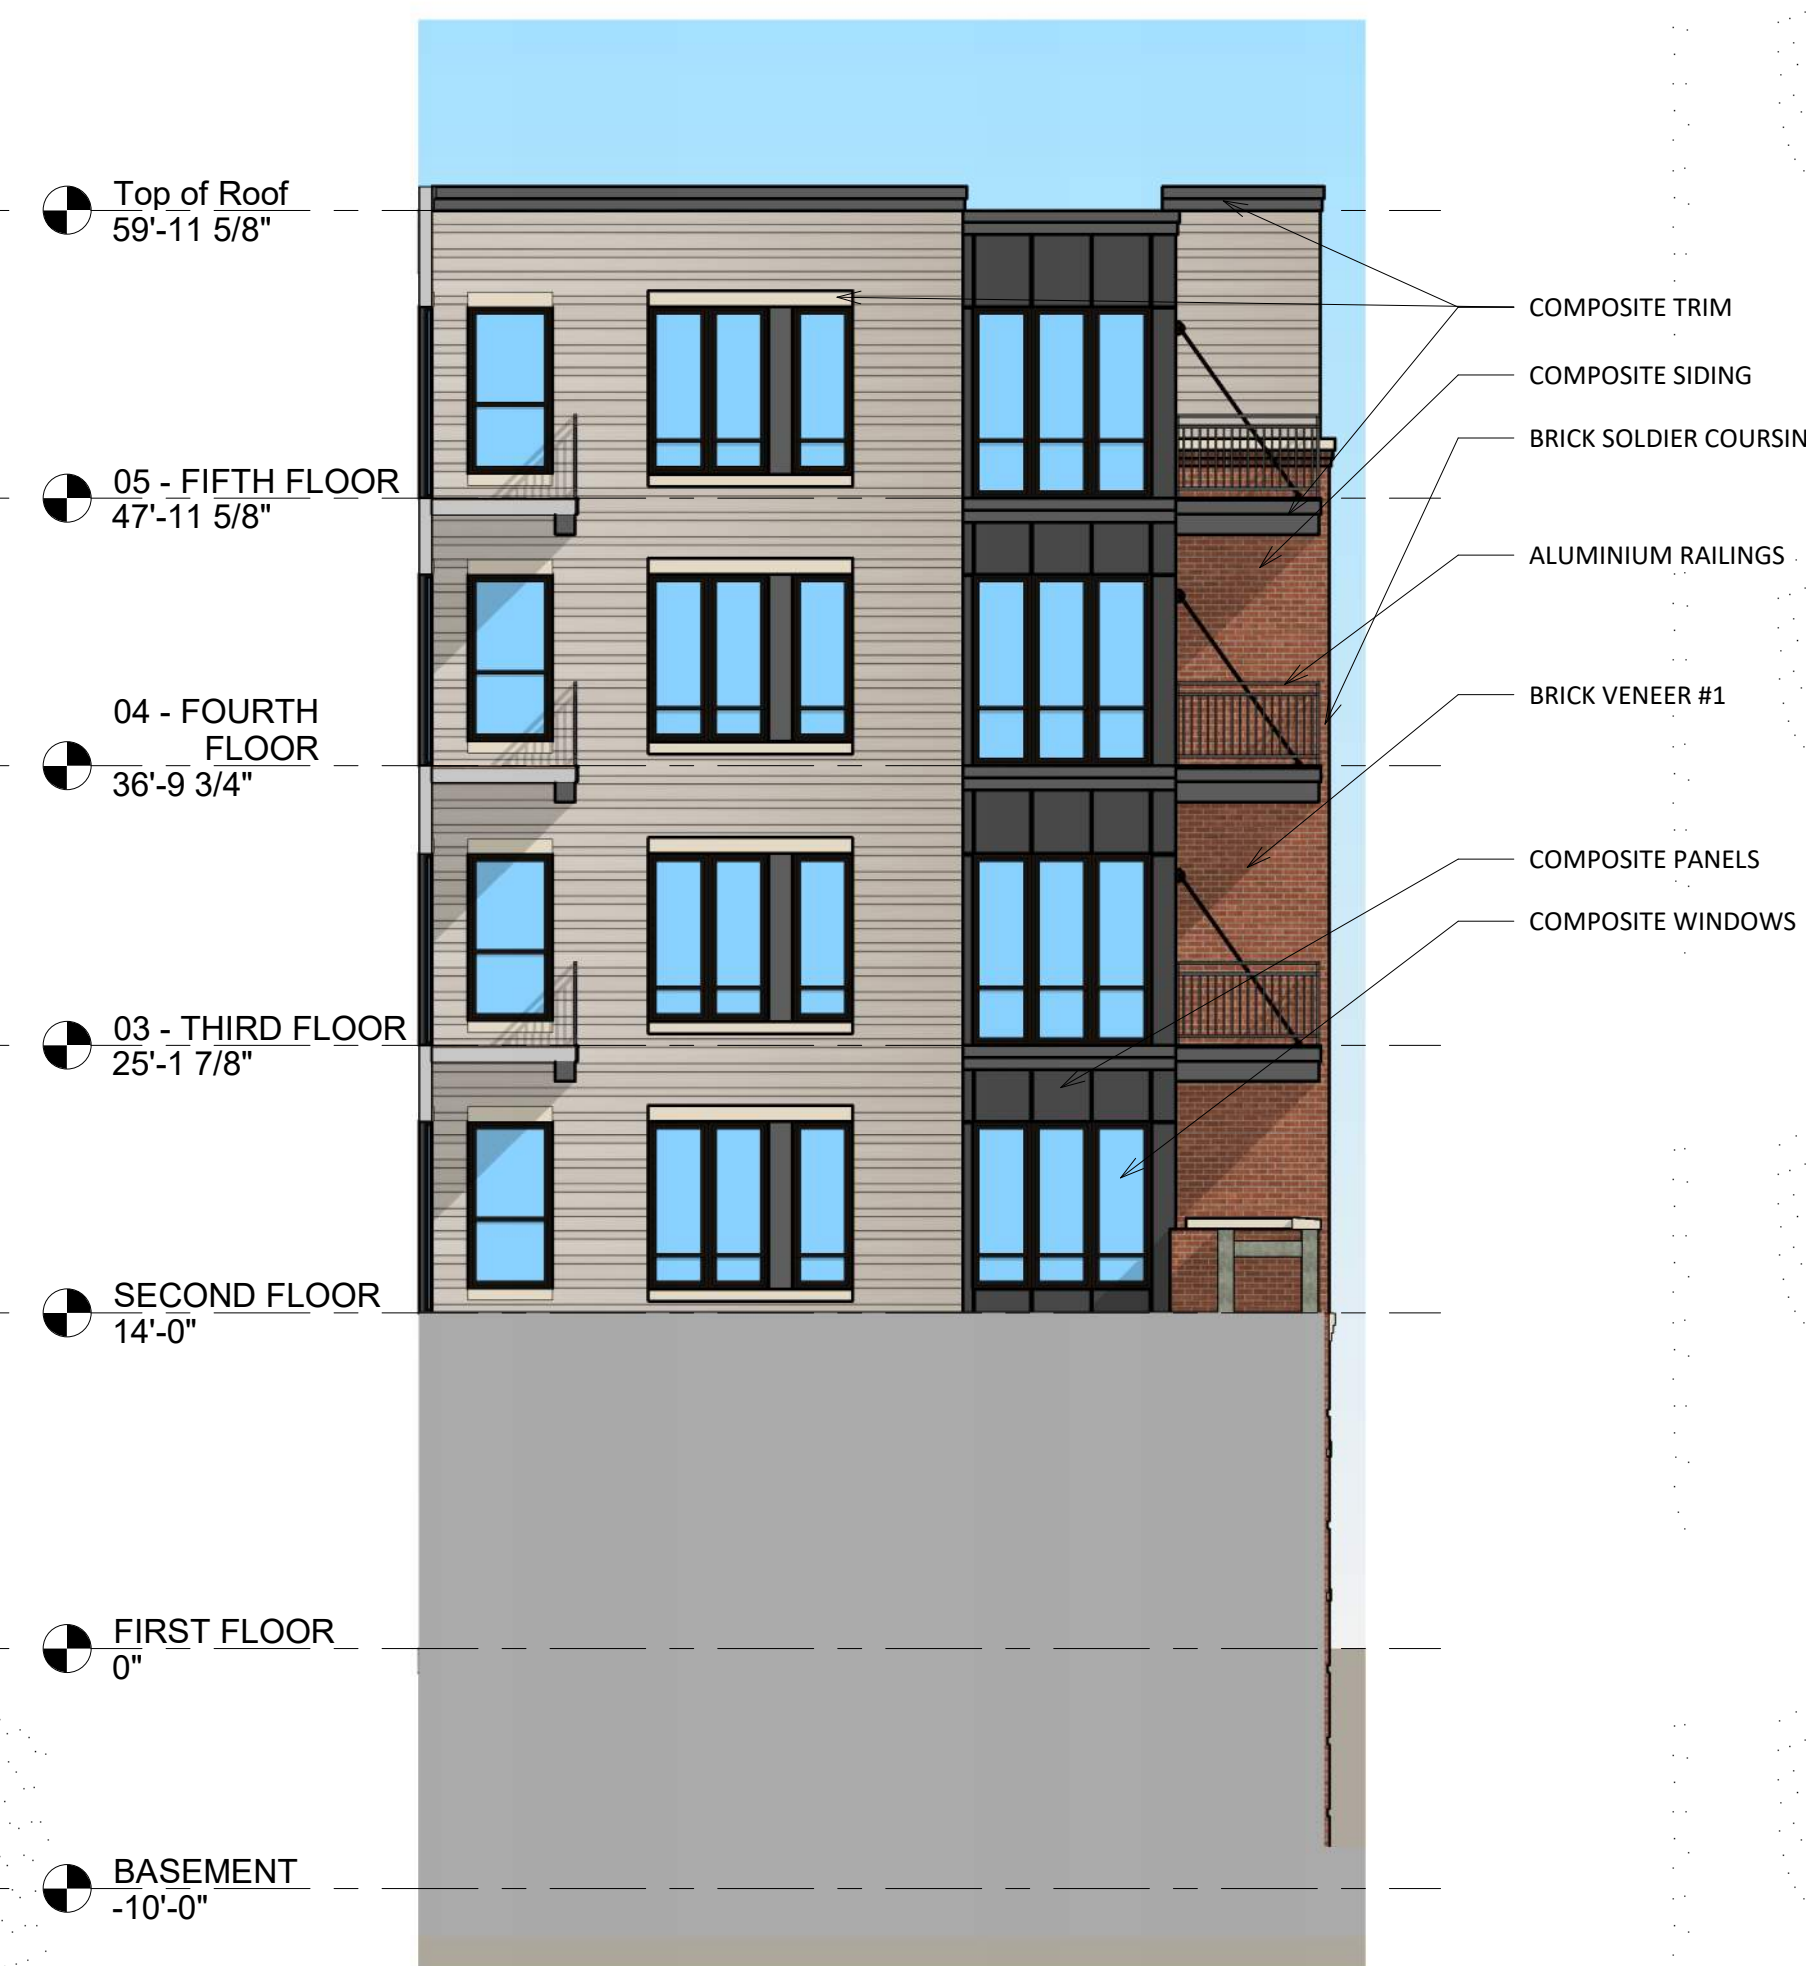 Top of Roof
59'-11 5/8"
COMPOSITE TRIM
COMPOSITE SIDING
BRICK SOLDIER COURSIN
05 - FIFTH FLOOR
47'-11 5/8"
ALUMINIUM RAILINGS
BRICK VENEER #1
04 - FOURTH
FLOOR
36'-9 3/4"
COMPOSITE PANELS
COMPOSITE WINDOWS
03 - THIRD FLOOR
25'-1 7/8"
SECOND FLOOR
14'-0"
FIRST FLOOR
0"
BASEMENT
-10'-0"